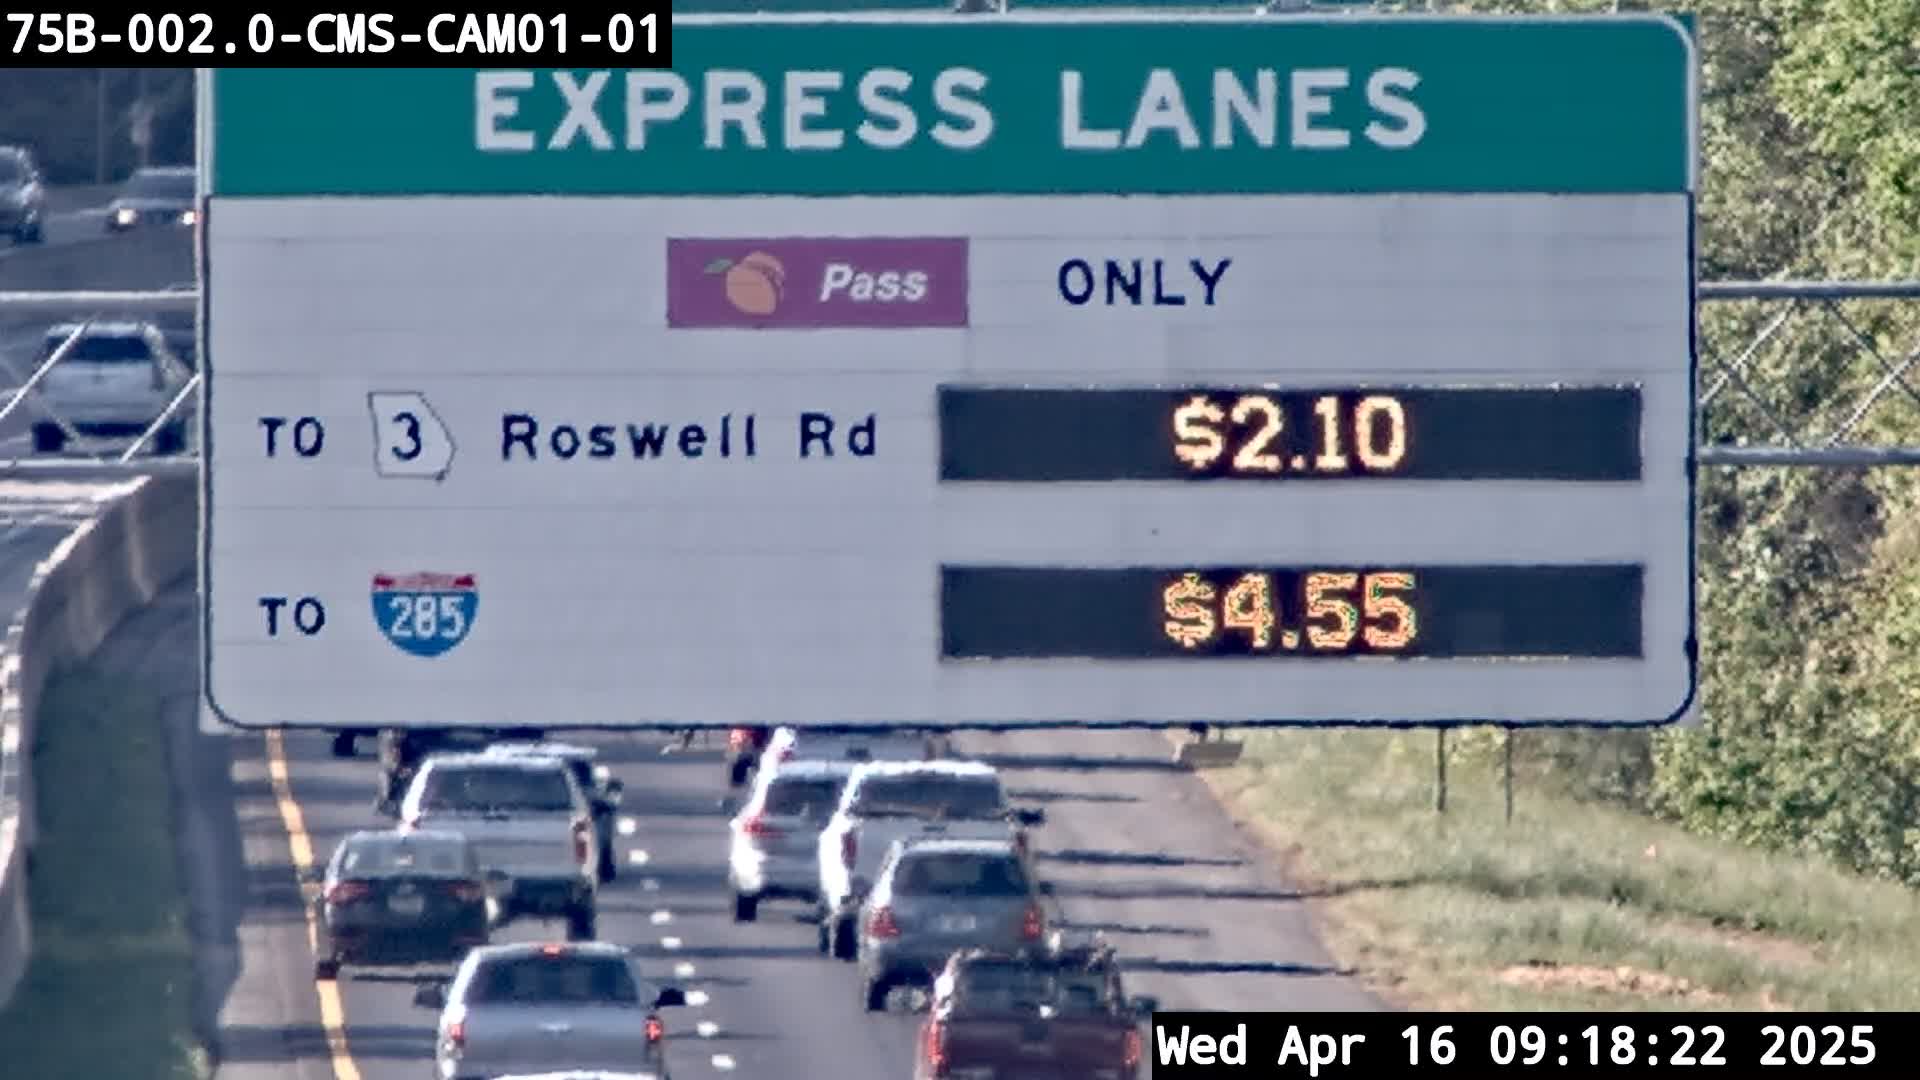 75B-002.0-CMS-CAM01-01
EXPRESS LANES
Pass ONLY
TO 3 Roswell Rd $2.10
TO 285 $4.55
Wed Apr 16 09:18:22 2025